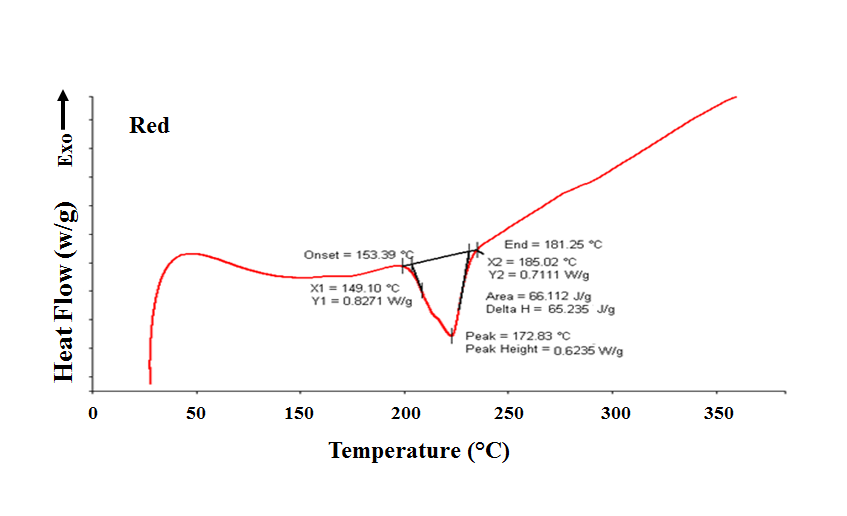 Red
Exo
Heat Flow (w/g)
Onset = 153.39 °C
X1 = 149.10 °C
Y1 = 0.8271 W/g
End = 181.25 °C
X2 = 185.02 °C
Y2 = 0.7111 W/g
Area = 66.112 J/g
Delta H = 65.235 J/g
Peak = 172.83 °C
Peak Height = 0.6235 W/g
0 50 150 200 250 300 350
Temperature (°C)